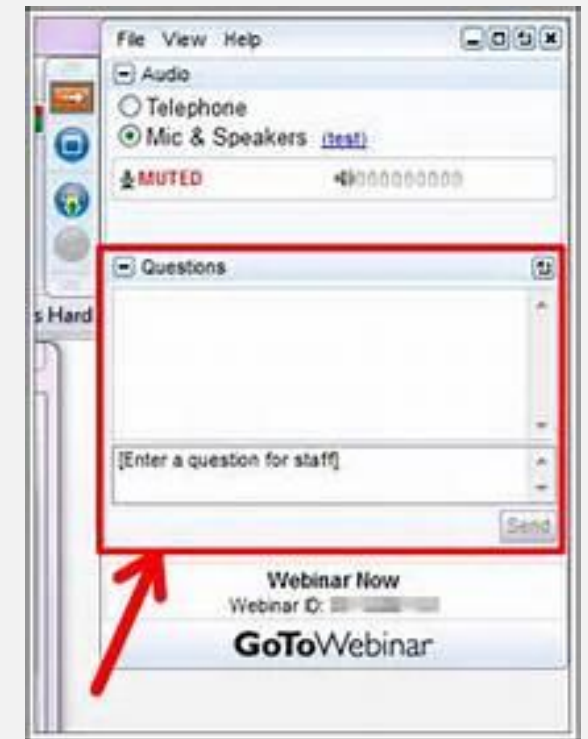 File View Help
Audio
Telephone
Mic & Speakers (test)
MUTED
Questions
s Hard
[Enter a question for staff]
Send
Webinar Now
Webinar ID:
GoToWebinar